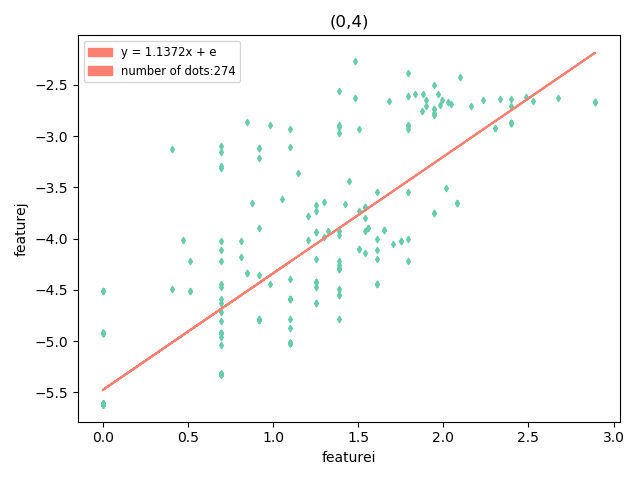 (0,4)
y = 1.1372x + e
number of dots:274
featurej
−2.5
−3.0
−3.5
−4.0
−4.5
−5.0
−5.5
0.0 0.5 1.0 1.5 2.0 2.5 3.0
featurei